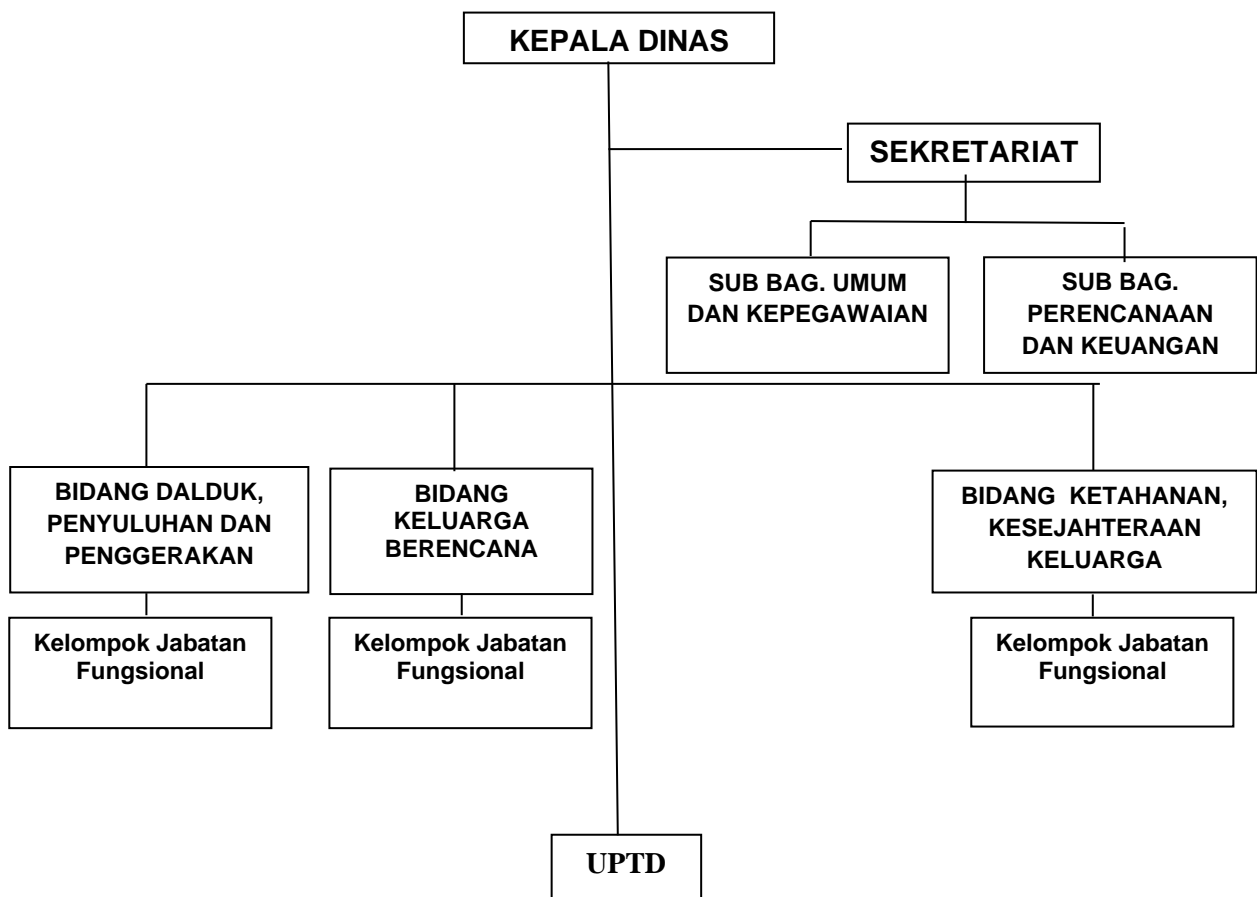 KEPALA DINAS
SEKRETARIAT
SUB BAG. UMUM
DAN KEPEGAWAIAN
SUB BAG.
PERENCANAAN
DAN KEUANGAN
BIDANG DALDUK,
PENYULUHAN DAN
PENGGERAKAN
BIDANG
KELUARGA
BERENCANA
BIDANG KETAHANAN,
KESEJAHTERAAN
KELUARGA
Kelompok Jabatan
Fungsional
Kelompok Jabatan
Fungsional
Kelompok Jabatan
Fungsional
UPTD